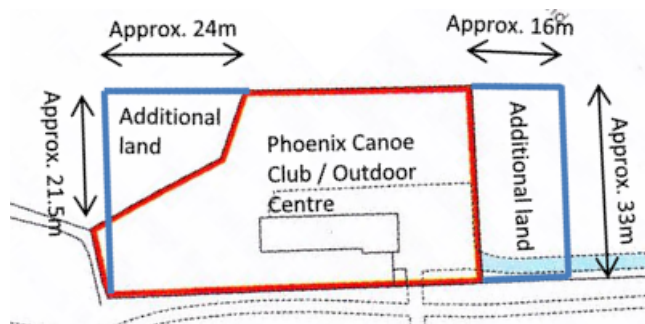 Approx. 24m
Approx. 16m
Approx. 21.5m
Additional
land
Phoenix Canoe
Club / Outdoor
Centre
Additional land
Approx. 33m